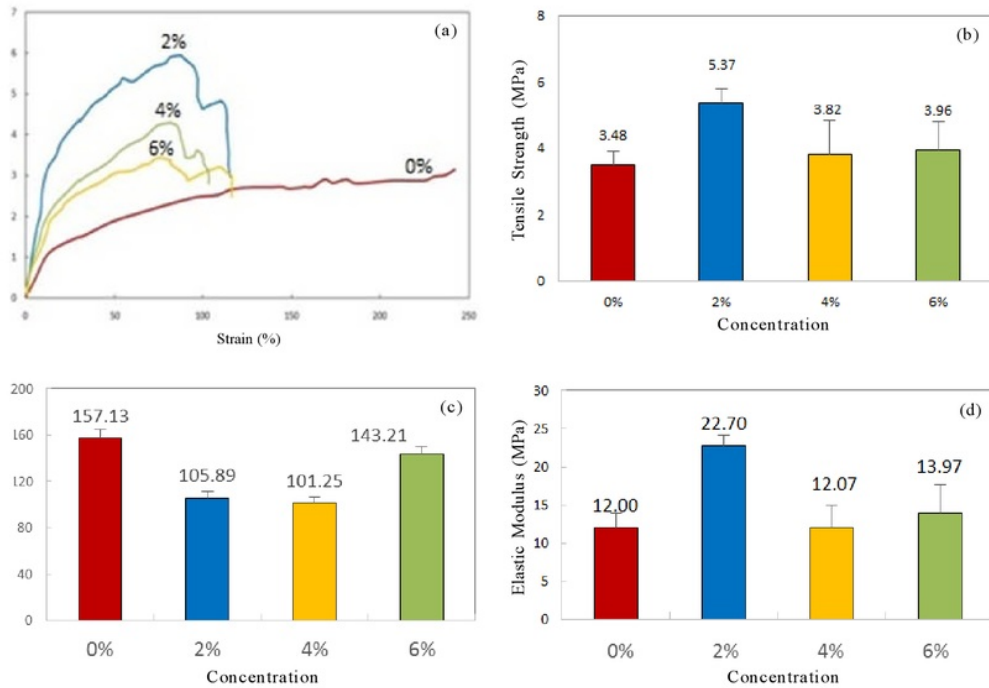 (a)
7
6
5
4
3
2
1
0
2%
4%
6%
0%
0 50 100 150 200 250
Strain (%)
(b)
Tensile Strength (MPa)
8
6
4
2
0
3.48 5.37 3.82 3.96
0% 2% 4% 6%
Concentration
(c)
200
160
120
80
40
0
157.13 105.89 101.25 143.21
0% 2% 4% 6%
Concentration
(d)
Elastic Modulus (MPa)
30
25
20
15
10
5
0
12.00 22.70 12.07 13.97
0% 2% 4% 6%
Concentration